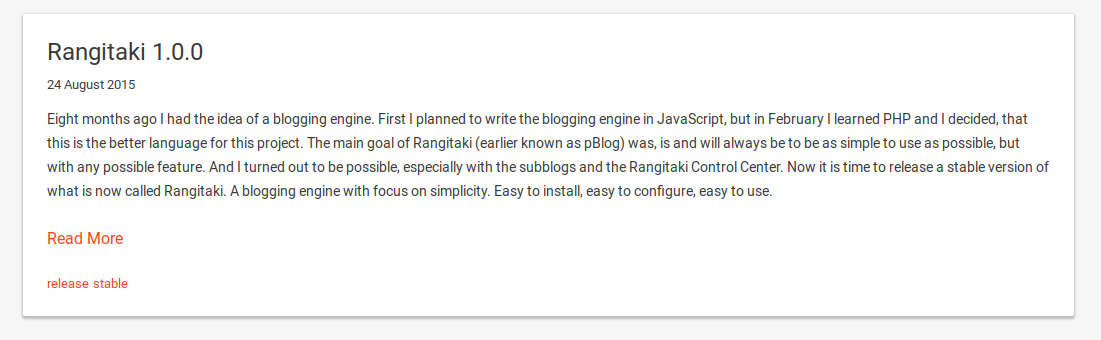 Rangitaki 1.0.0
24 August 2015
Eight months ago I had the idea of a blogging engine. First I planned to write the blogging engine in JavaScript, but in February I learned PHP and I decided, that
this is the better language for this project. The main goal of Rangitaki (earlier known as pBlog) was, is and will always be to be as simple to use as possible, but
with any possible feature. And I turned out to be possible, especially with the subblogs and the Rangitaki Control Center. Now it is time to release a stable version of
what is now called Rangitaki. A blogging engine with focus on simplicity. Easy to install, easy to configure, easy to use.
Read More
release stable